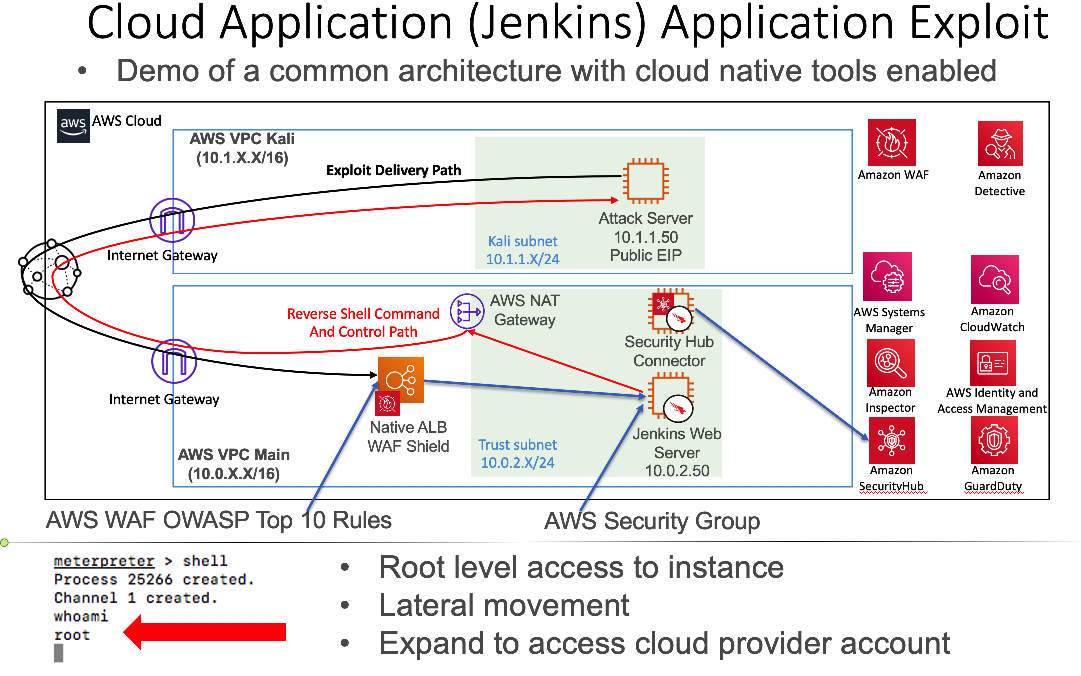 Cloud Application (Jenkins) Application Exploit
• Demo of a common architecture with cloud native tools enabled
aws
AWS Cloud
AWS VPC Kali
(10.1.X.X/16)
Exploit Delivery Path
Attack Server
10.1.1.50
Public EIP
Kali subnet
10.1.1.X/24
Internet Gateway
Amazon WAF
Amazon
Detective
Reverse Shell Command
And Control Path
AWS NAT
Gateway
Security Hub
Connector
AWS Systems
Manager
Amazon
CloudWatch
Internet Gateway
Native ALB
WAF Shield
Jenkins Web
Server
10.0.2.50
Trust subnet
10.0.2.X/24
AWS VPC Main
(10.0.X.X/16)
Amazon
Inspector
AWS Identity and
Access Management
Amazon
SecurityHub
Amazon
GuardDuty
AWS WAF OWASP Top 10 Rules
AWS Security Group
meterpreter > shell
Process 25266 created.
Channel 1 created.
whoami
root
• Root level access to instance
• Lateral movement
• Expand to access cloud provider account